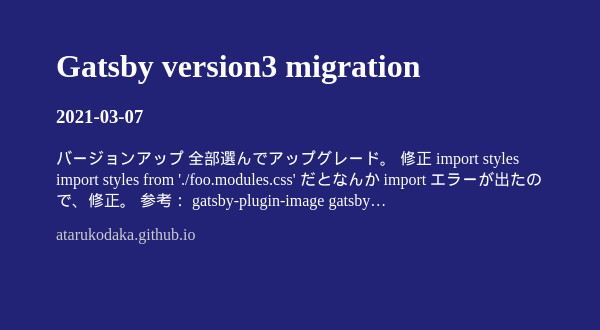 Gatsby version3 migration
2021-03-07
バージョンアップ 全部選んでアップグレード。 修正 import styles
import styles from './foo.modules.css' だとなんか import エラーが出たの
で、修正。 参考： gatsby-plugin-image gatsby…
atarukodaka.github.io